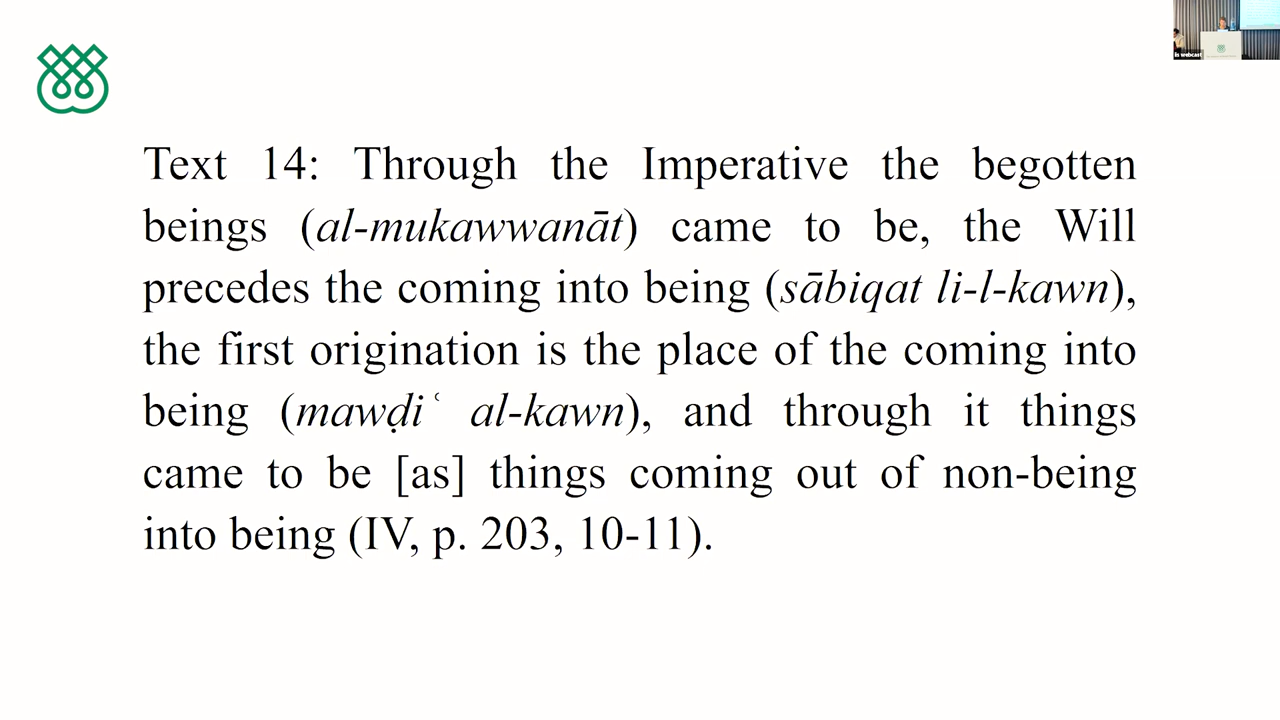 Text 14: Through the Imperative the begotten
beings (al-mukawwanāt) came to be, the Will
precedes the coming into being (sābiqat li-l-kawn),
the first origination is the place of the coming into
being (mawḍiʿ al-kawn), and through it things
came to be [as] things coming out of non-being
into being (IV, p. 203, 10-11).